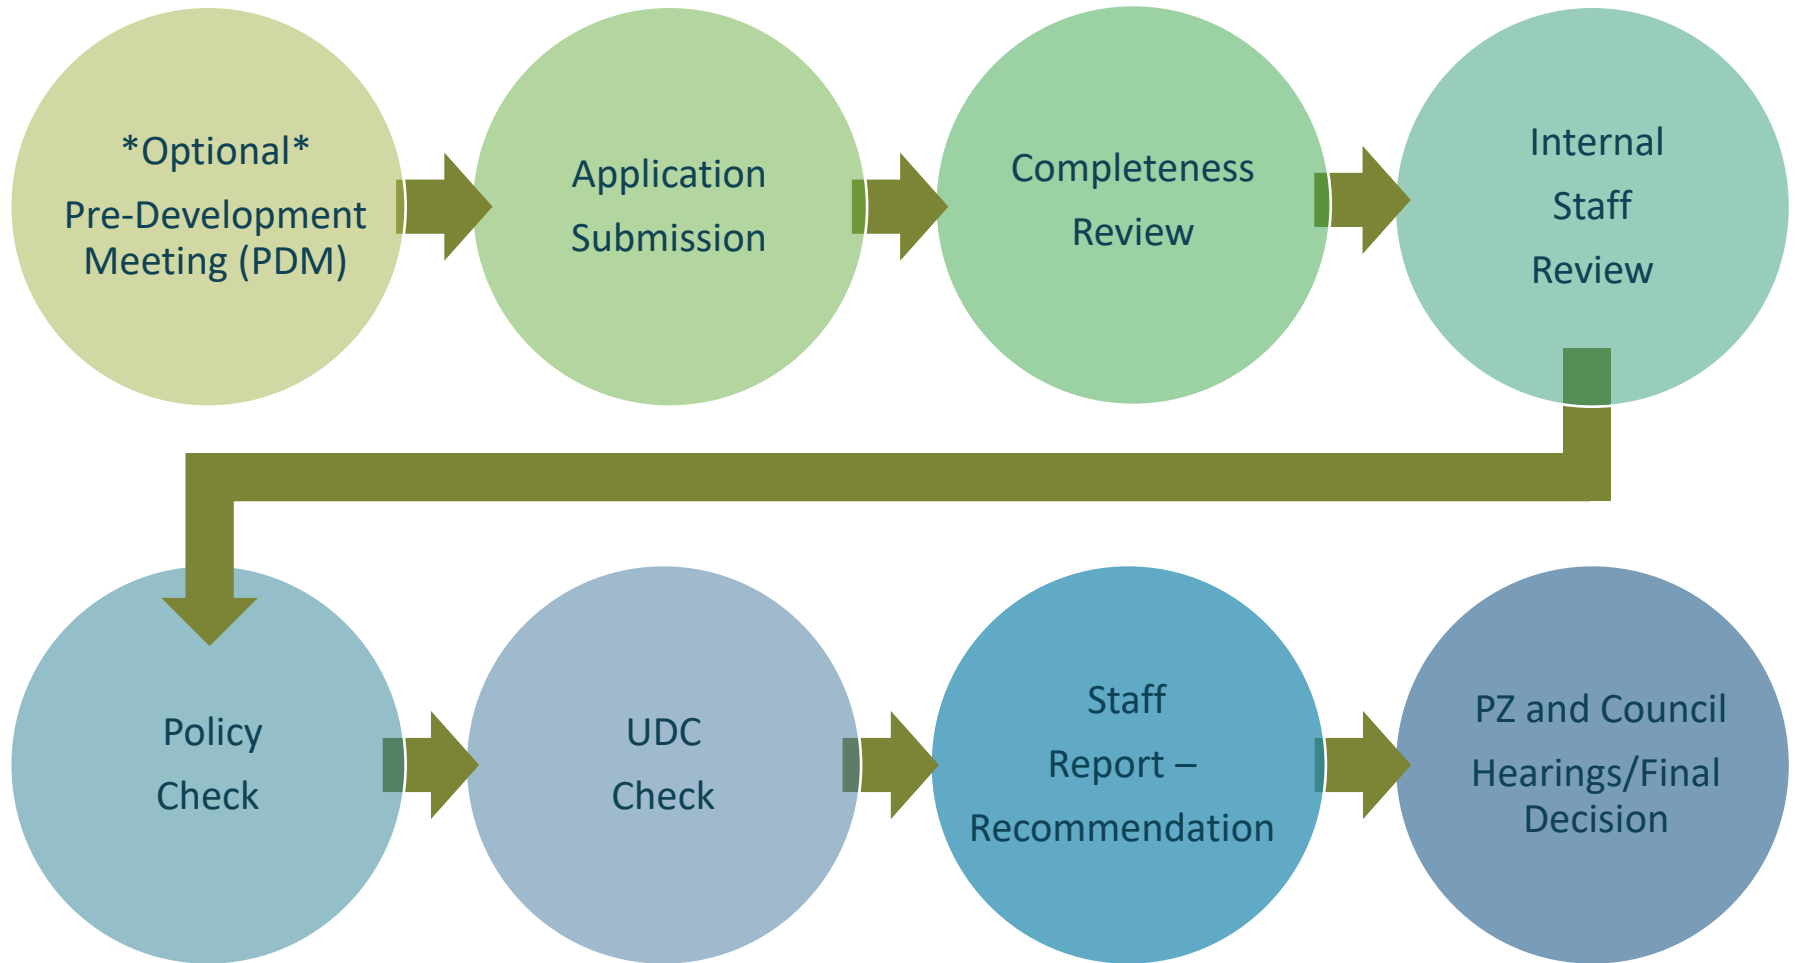 *Optional*
Pre-Development
Meeting (PDM)
Application
Submission
Completeness
Review
Internal
Staff
Review
Policy
Check
UDC
Check
Staff
Report –
Recommendation
PZ and Council
Hearings/Final
Decision